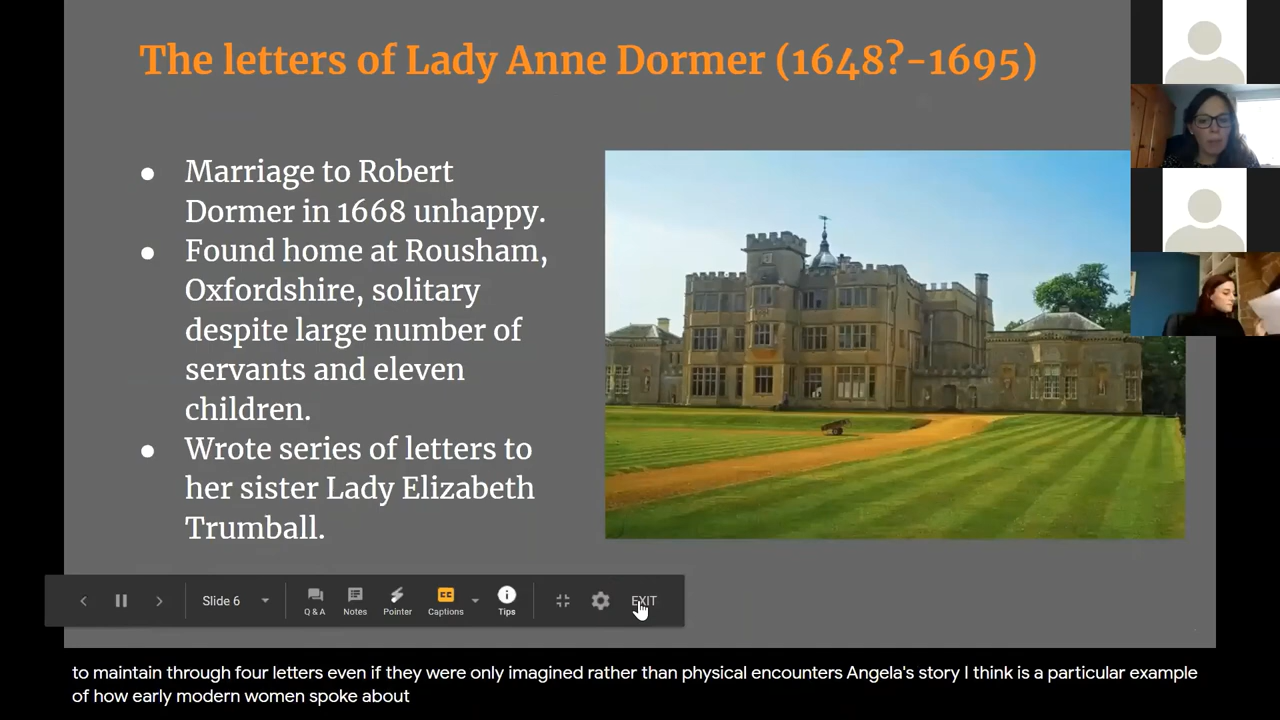 The letters of Lady Anne Dormer (1648?-1695)
● Marriage to Robert
Dormer in 1668 unhappy.
● Found home at Rousham,
Oxfordshire, solitary
despite large number of
servants and eleven
children.
● Wrote series of letters to
her sister Lady Elizabeth
Trumball.
Slide 6
Q & A
Notes
Pointer
CC
Captions
Tips
EXIT
to maintain through four letters even if they were only imagined rather than physical encounters Angela's story I think is a particular example
of how early modern women spoke about